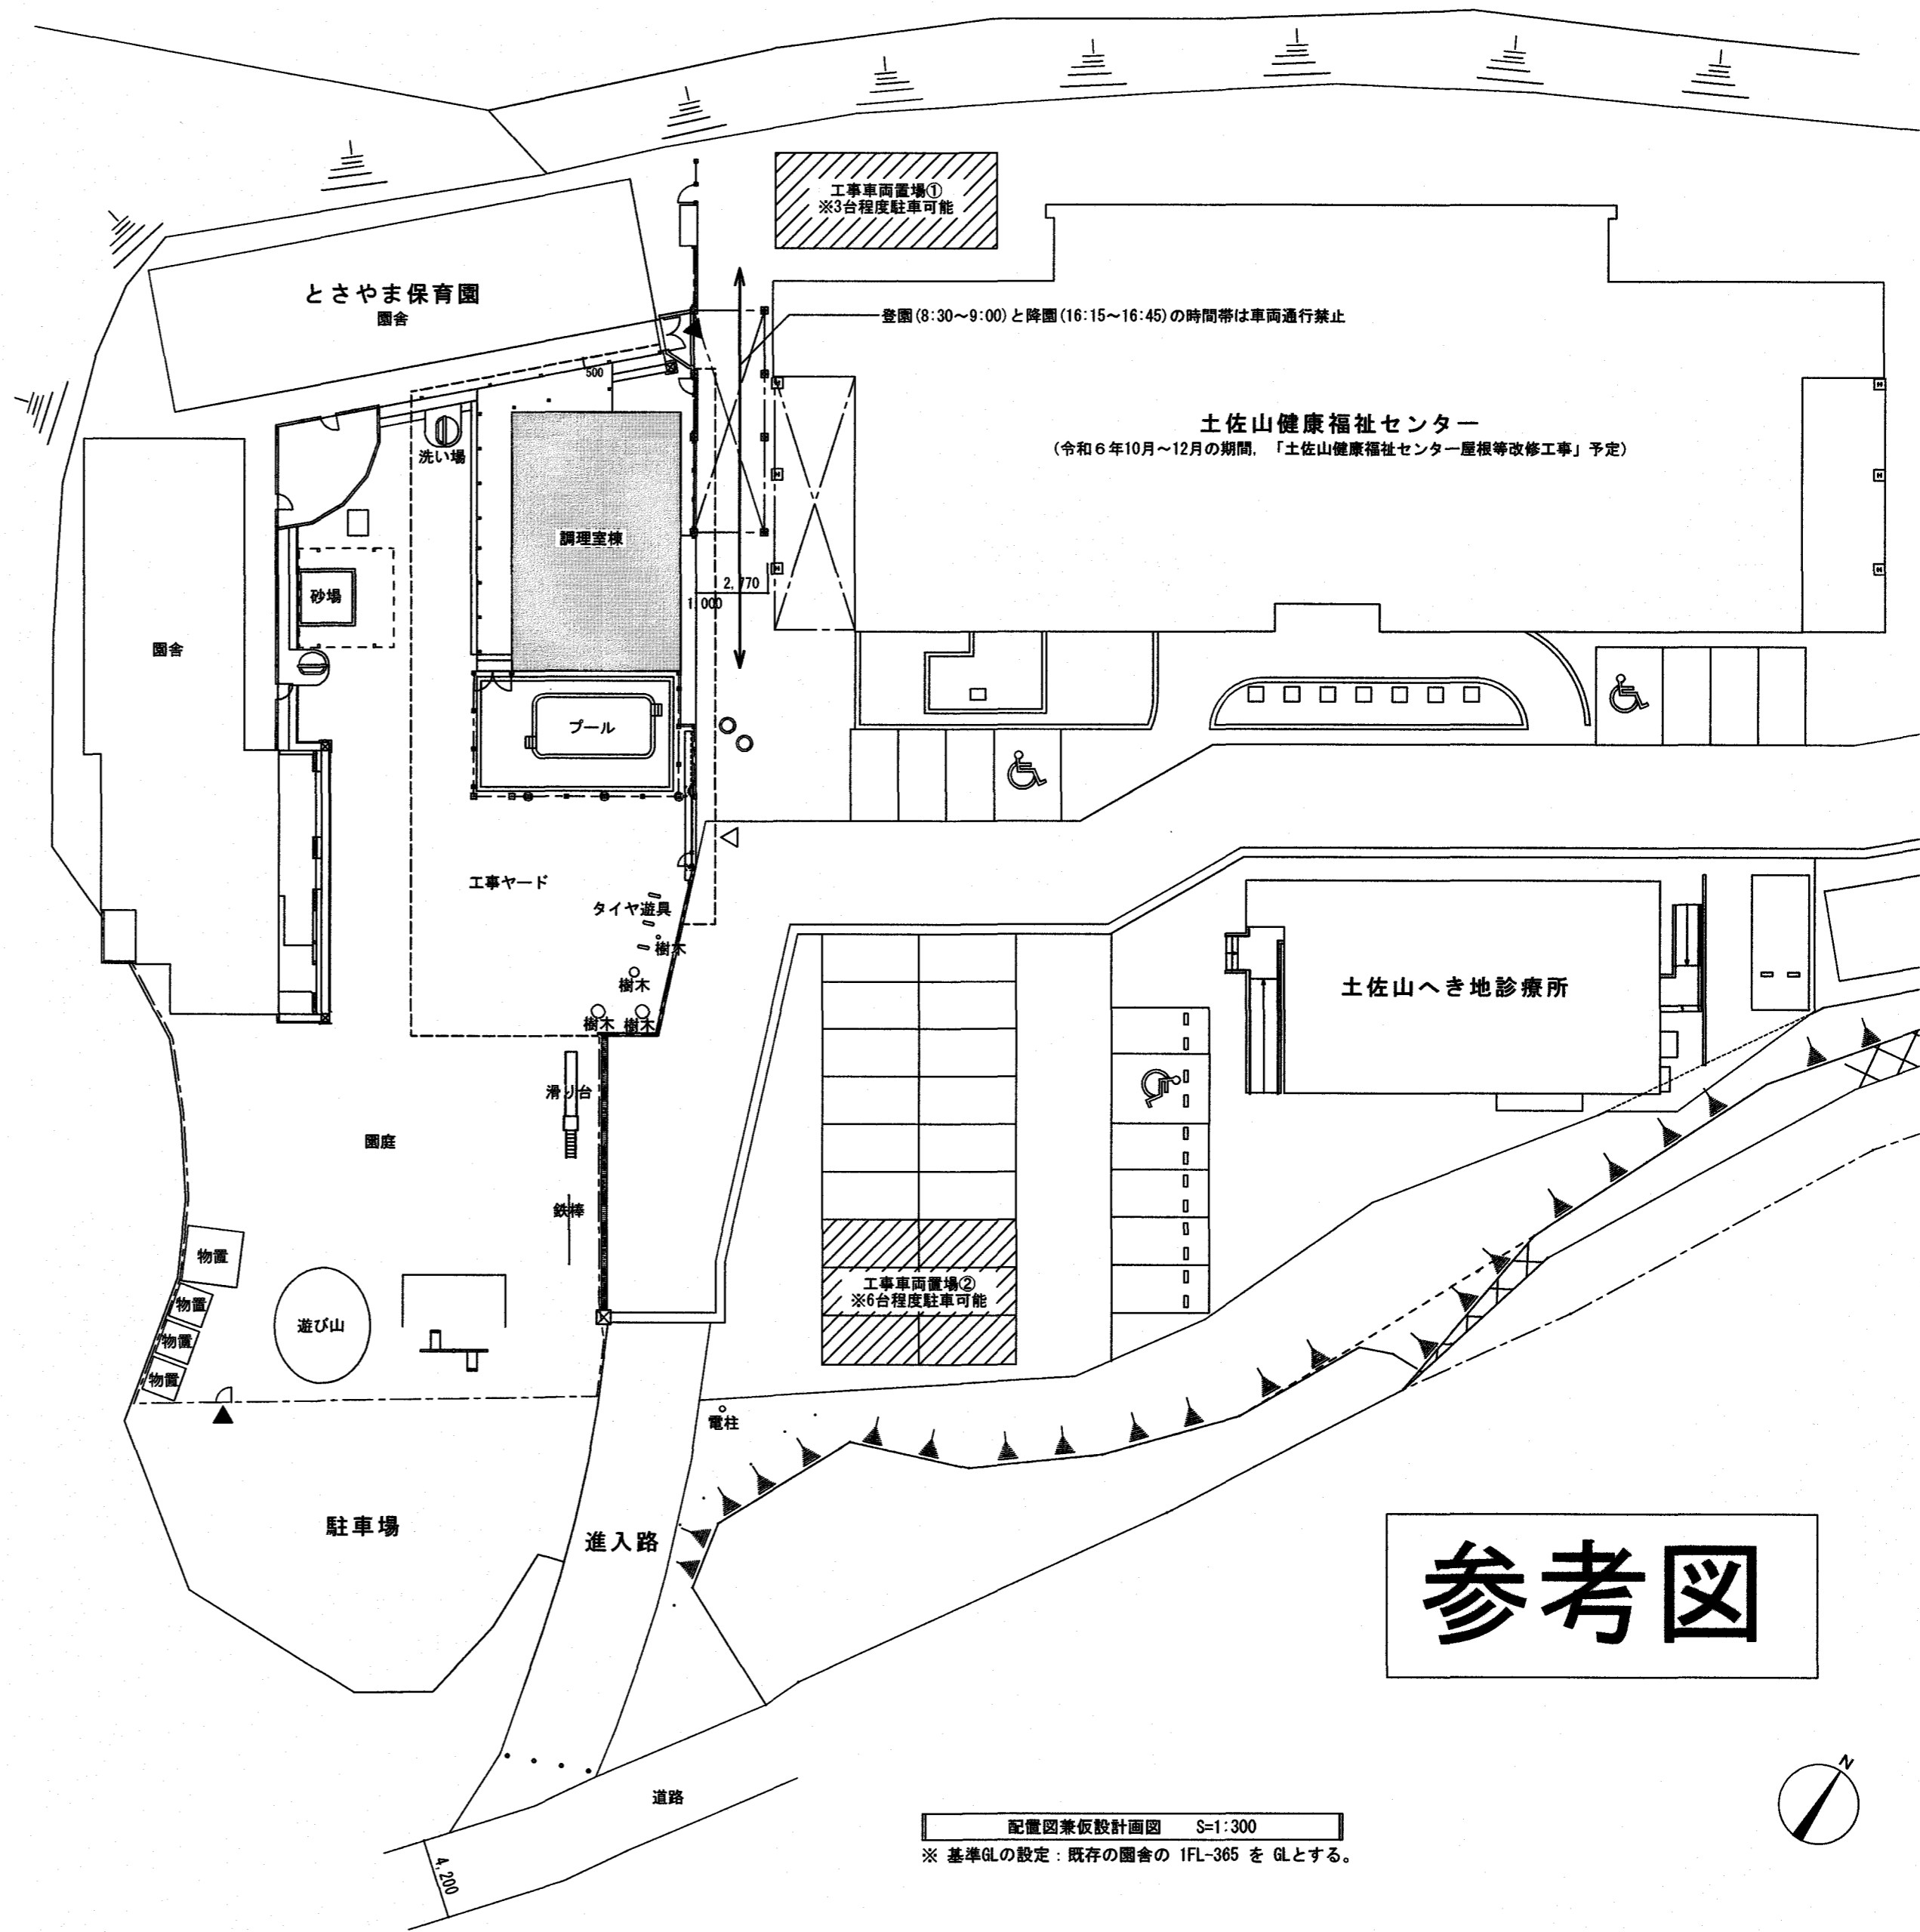 工事車両置場①
※3台程度駐車可能
とさやま保育園
園舎
登園(8:30～9:00)と降園(16:15～16:45)の時間帯は車両通行禁止
500
土佐山健康福祉センター
(令和６年10月～12月の期間，「土佐山健康福祉センター屋根等改修工事」予定)
洗い場
調理室棟
2,770
1,000
砂場
園舎
プール
工事ヤード
タイヤ遊具
樹木
樹木
樹木
樹木
土佐山へき地診療所
滑り台
園庭
鉄棒
物置
工事車両置場②
※6台程度駐車可能
物置
遊び山
物置
物置
電柱
駐車場
進入路
参考図
N
道路
配置図兼仮設計画図 S=1:300
※ 基準GLの設定：既存の園舎の 1FL-365 を GLとする。
4,200